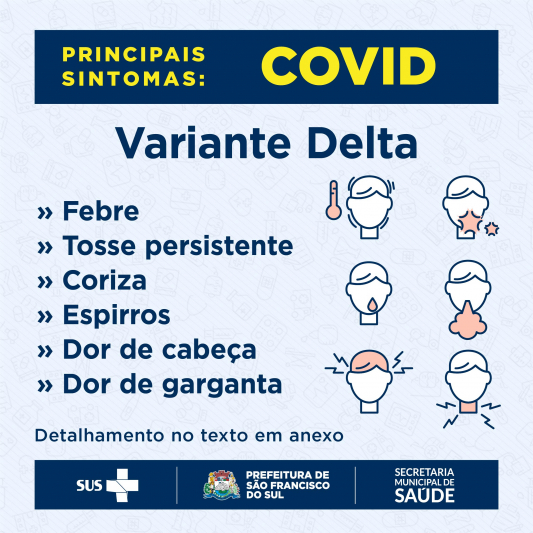 PRINCIPAIS
SINTOMAS:
COVID
Variante Delta
» Febre
» Tosse persistente
» Coriza
» Espirros
» Dor de cabeça
» Dor de garganta
Detalhamento no texto em anexo
SUS
PREFEITURA DE
SÃO FRANCISCO
DO SUL
SECRETARIA
MUNICIPAL DE
SAÚDE